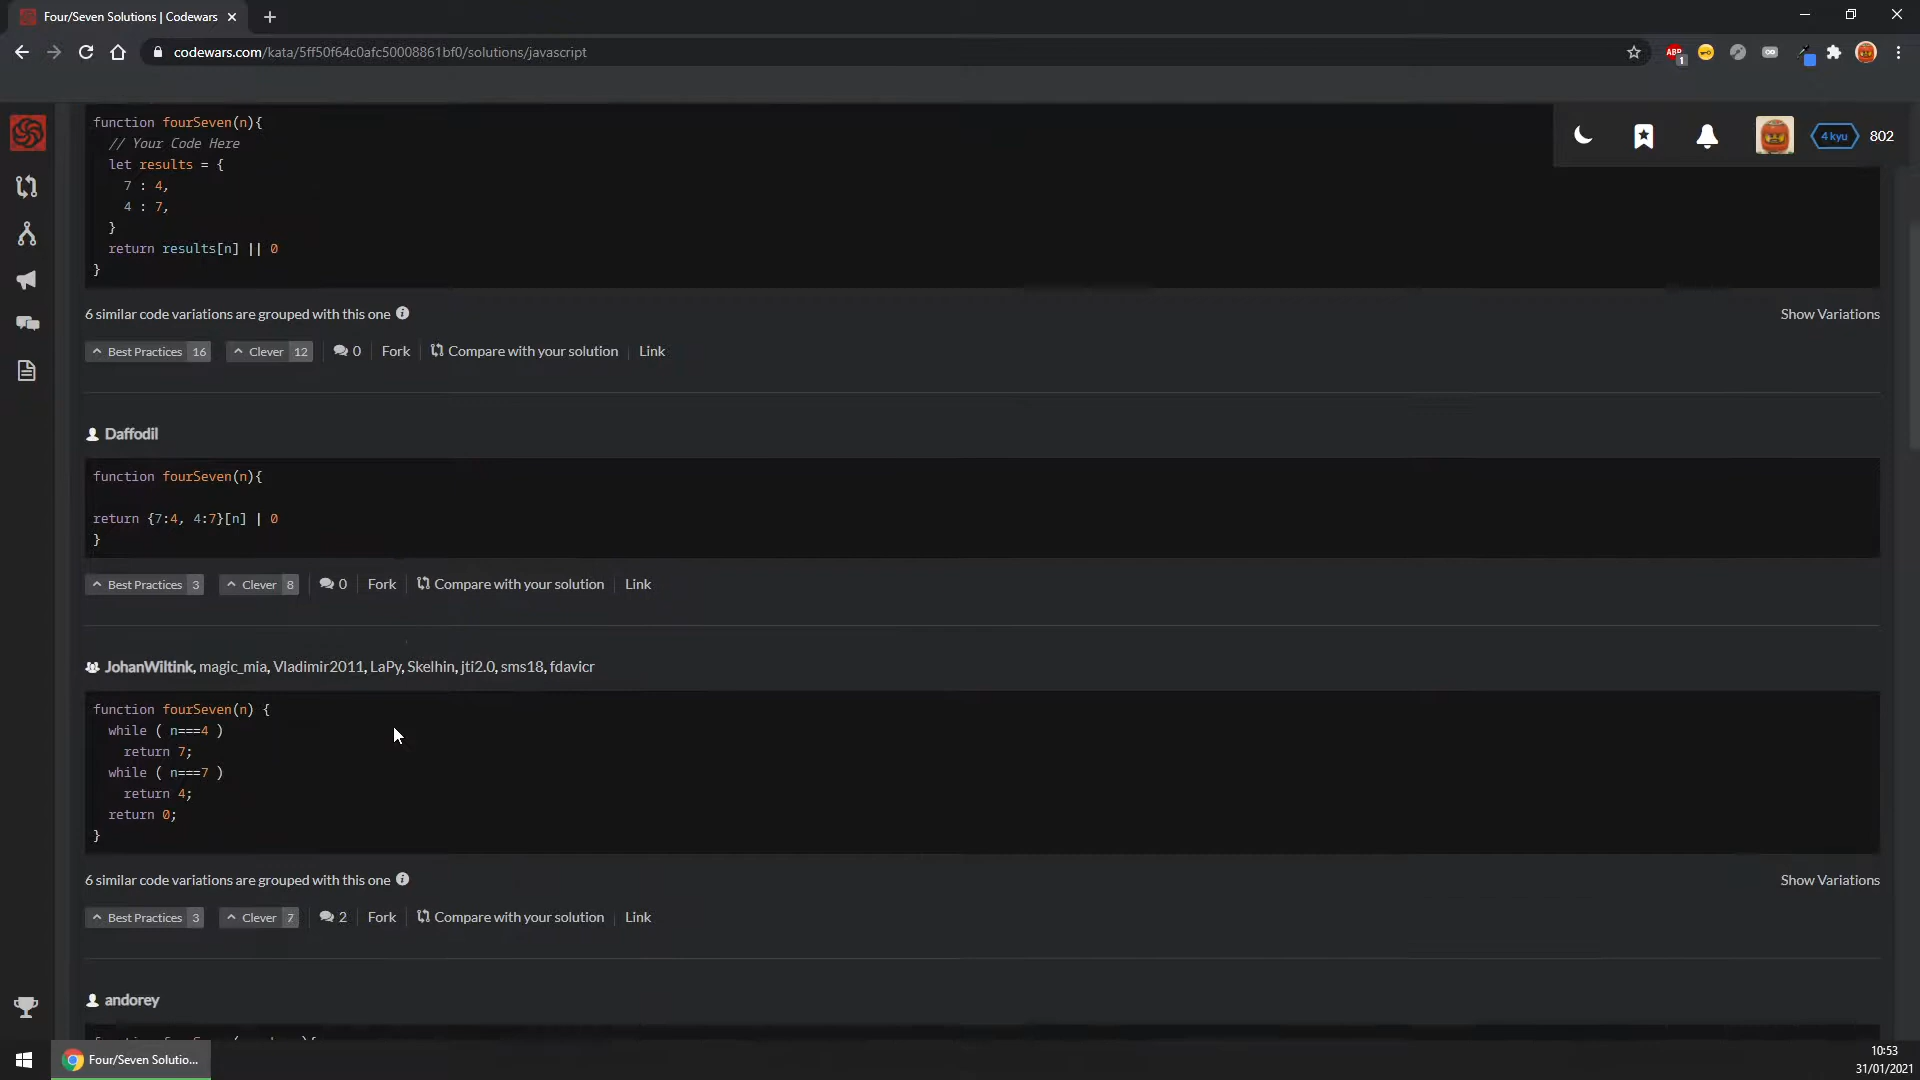 Four/Seven Solutions | Codewars
codewars.com/kata/5ff50f64c0afc50008861bf0/solutions/javascript
ABP
1
4 kyu
802
function fourSeven(n){
// Your Code Here
let results = {
7 : 4,
4 : 7,
}
return results[n] || 0
}
6 similar code variations are grouped with this one
Show Variations
Best Practices 16 Clever 12 0 Fork Compare with your solution Link
Daffodil
function fourSeven(n){
return {7:4, 4:7}[n] | 0
}
Best Practices 3 Clever 8 0 Fork Compare with your solution Link
JohanWiltink, magic_mia, Vladimir2011, LaPy, Skelhin, jti2.0, sms18, fdavicr
function fourSeven(n) {
while ( n===4 )
return 7;
while ( n===7 )
return 4;
return 0;
}
6 similar code variations are grouped with this one
Show Variations
Best Practices 3 Clever 7 2 Fork Compare with your solution Link
andorey
Four/Seven Solutio...
10:53
31/01/2021